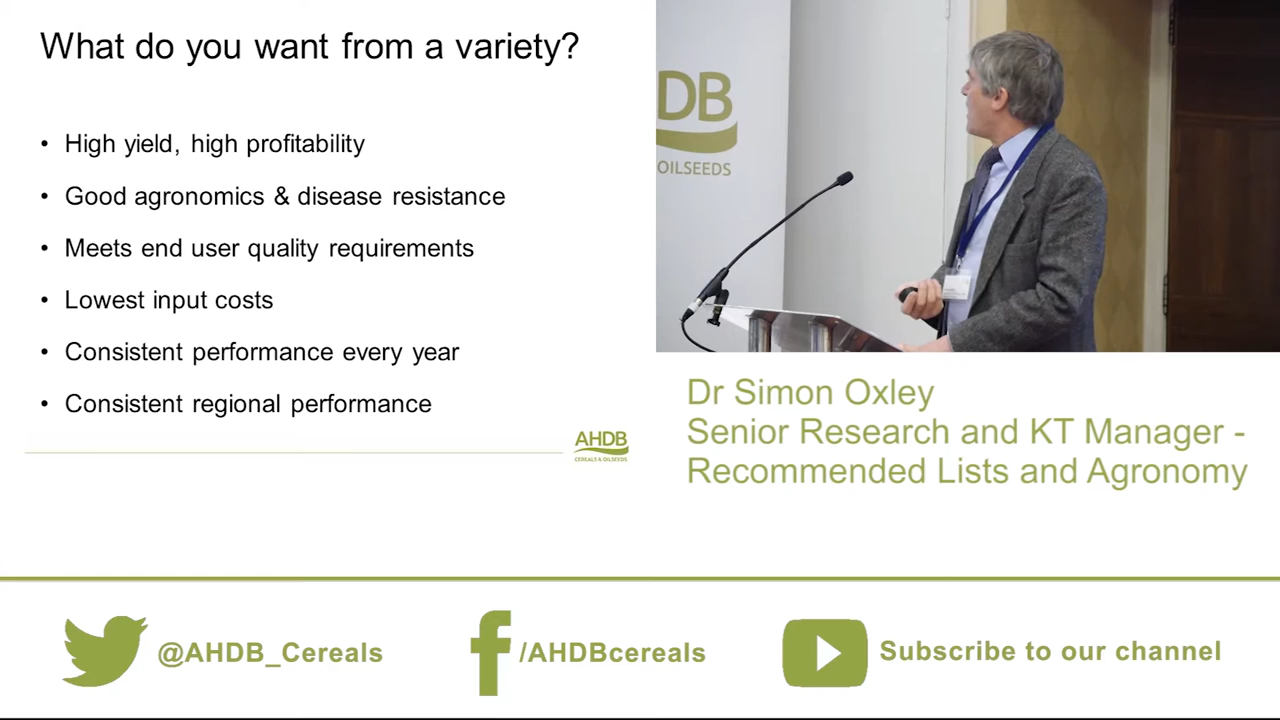 What do you want from a variety?
• High yield, high profitability
• Good agronomics & disease resistance
• Meets end user quality requirements
• Lowest input costs
• Consistent performance every year
• Consistent regional performance
AHDB
CEREALS & OILSEEDS
DB
OILSEEDS
Dr Simon Oxley
Senior Research and KT Manager -
Recommended Lists and Agronomy
@AHDB_Cereals
/AHDBcereals
Subscribe to our channel